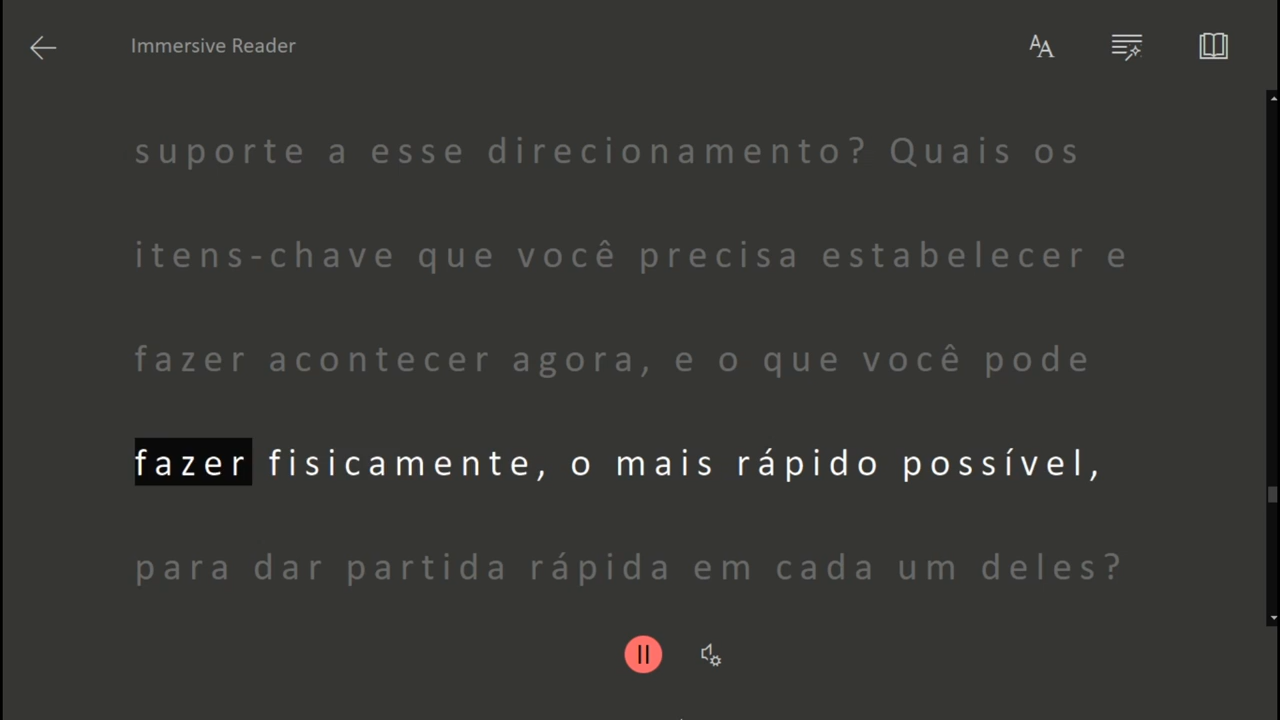 Immersive Reader
suporte a esse direcionamento? Quais os
itens-chave que você precisa estabelecer e
fazer acontecer agora, e o que você pode
fazer fisicamente, o mais rápido possível,
para dar partida rápida em cada um deles?